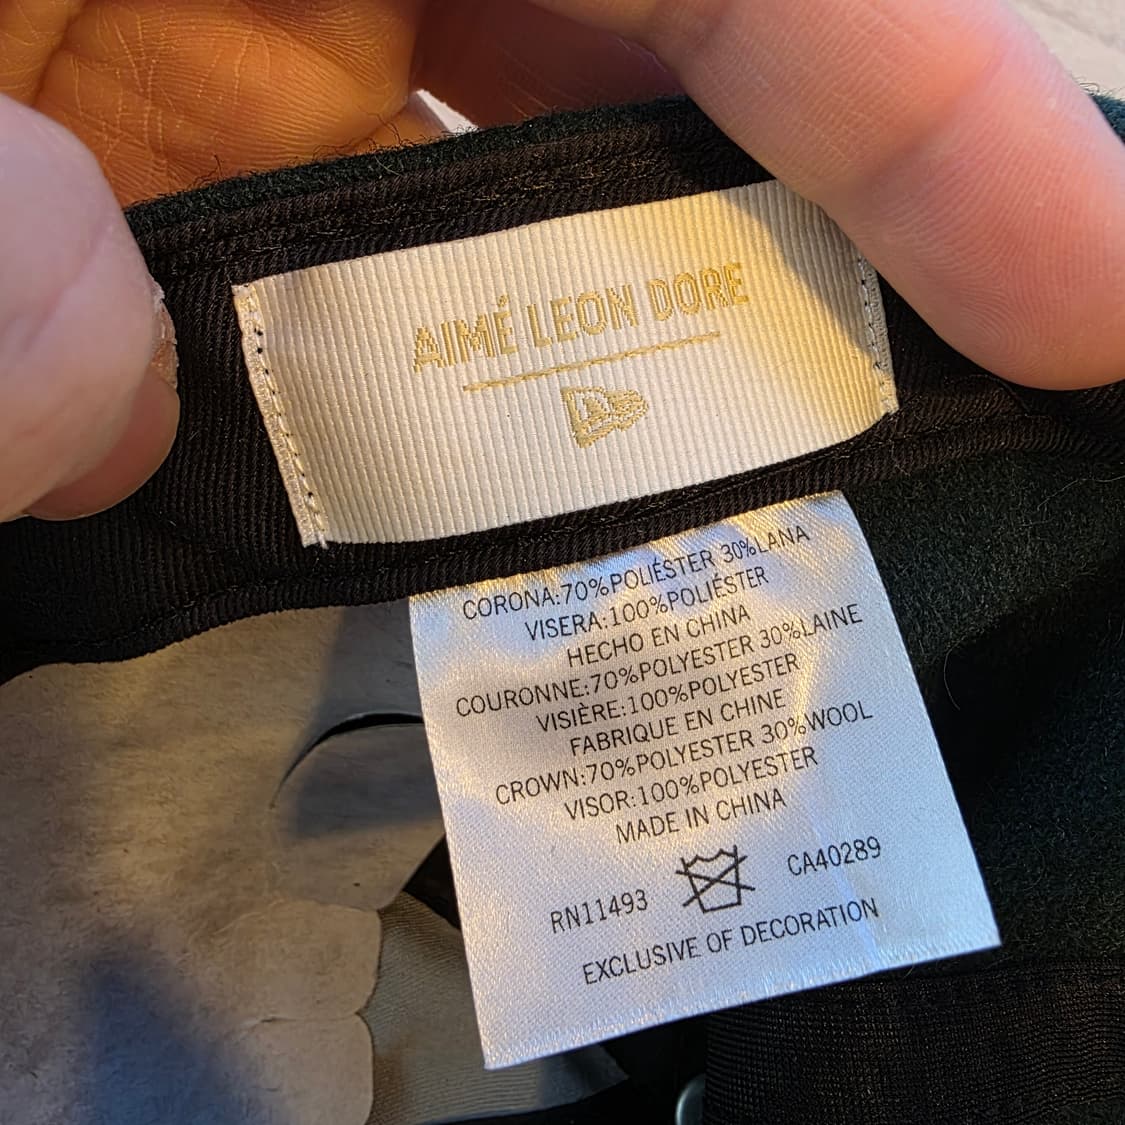 AIMÉ LEON DORE
CORONA:70%POLIÉSTER 30%LANA
VISERA:100%POLIÉSTER
HECHO EN CHINA
COURONNE:70%POLYESTER 30%LAINE
VISIÈRE:100%POLYESTER
FABRIQUE EN CHINE
CROWN:70%POLYESTER 30%WOOL
VISOR:100%POLYESTER
MADE IN CHINA
RN11493 CA40289
EXCLUSIVE OF DECORATION